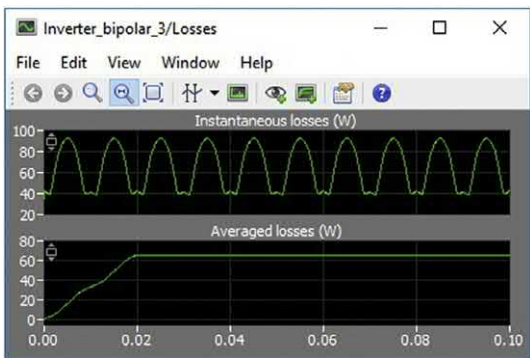 Inverter_bipolar_3/Losses
File Edit View Window Help
Instantaneous losses (W)
100
80
60
40
20
Averaged losses (W)
80
60
40
20
0
0.00 0.02 0.04 0.06 0.08 0.10